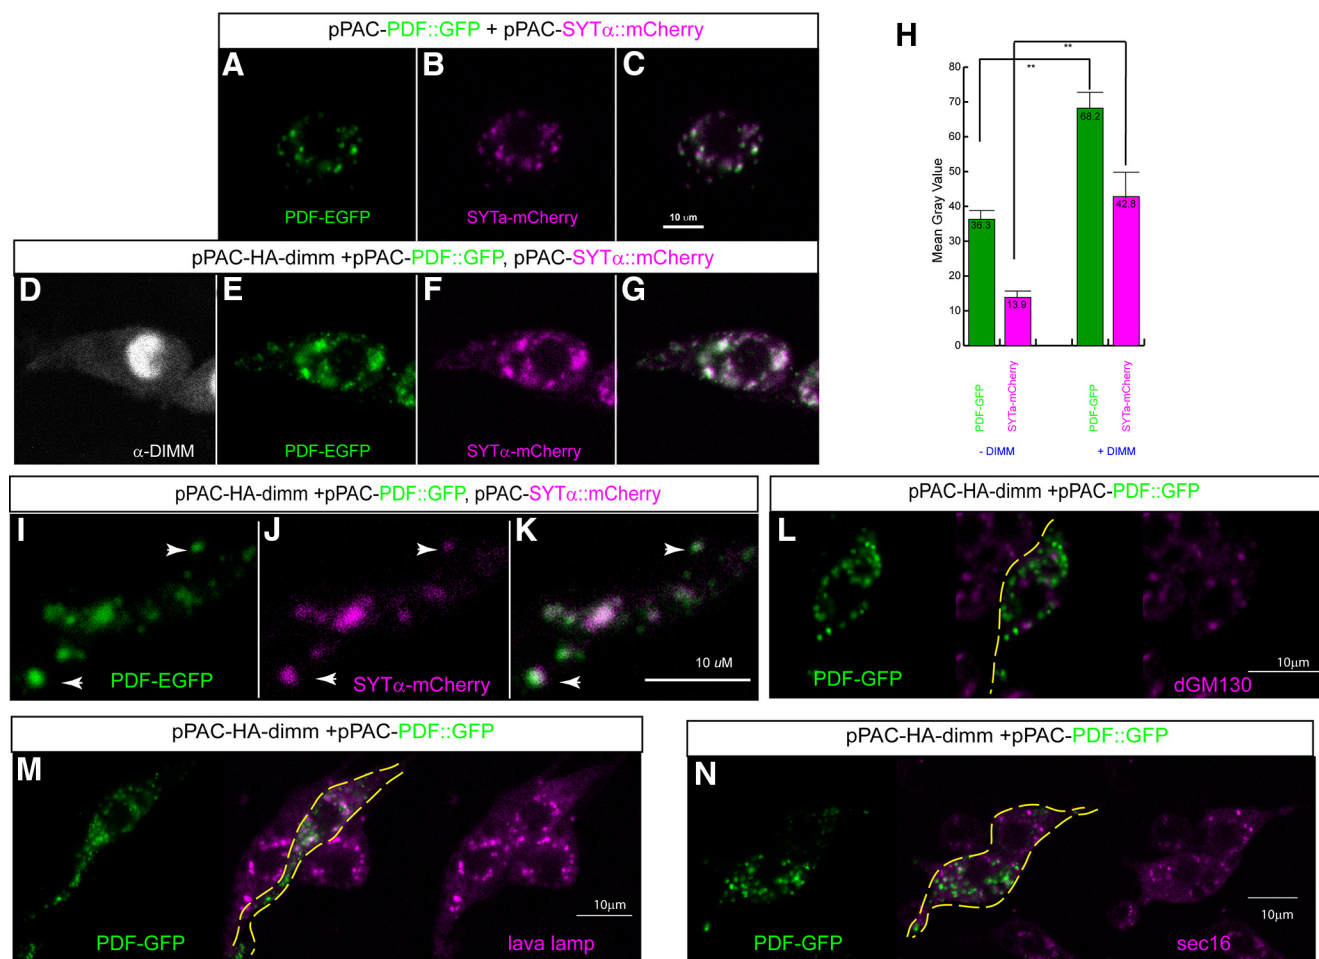 pPAC-PDF::GFP + pPAC-SYTα::mCherry
A
B
C
PDF-EGFP
SYTa-mCherry
10 um
pPAC-HA-dimm +pPAC-PDF::GFP, pPAC-SYTα::mCherry
D
E
F
G
α-DIMM
PDF-EGFP
SYTα-mCherry
H
**
**
Mean Gray Value
80
70
60
50
40
30
20
10
0
36.3
13.9
68.2
42.8
PDF-GFP
SYTa-mCherry
PDF-GFP
SYTa-mCherry
- DIMM
+ DIMM
pPAC-HA-dimm +pPAC-PDF::GFP, pPAC-SYTα::mCherry
I
J
K
PDF-EGFP
SYTα-mCherry
10 uM
pPAC-HA-dimm +pPAC-PDF::GFP
L
PDF-GFP
dGM130
10μm
pPAC-HA-dimm +pPAC-PDF::GFP
M
PDF-GFP
lava lamp
10μm
pPAC-HA-dimm +pPAC-PDF::GFP
N
PDF-GFP
sec16
10μm